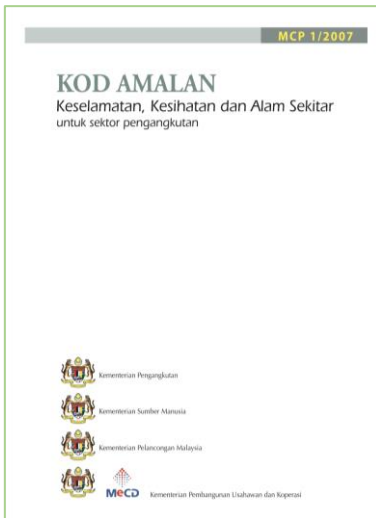 MCP 1/2007
KOD AMALAN
Keselamatan, Kesihatan dan Alam Sekitar
untuk sektor pengangkutan
Kementerian Pengangkutan
Kementerian Sumber Manusia
Kementerian Pelancongan Malaysia
MeCD Kementerian Pembangunan Usahawan dan Koperasi